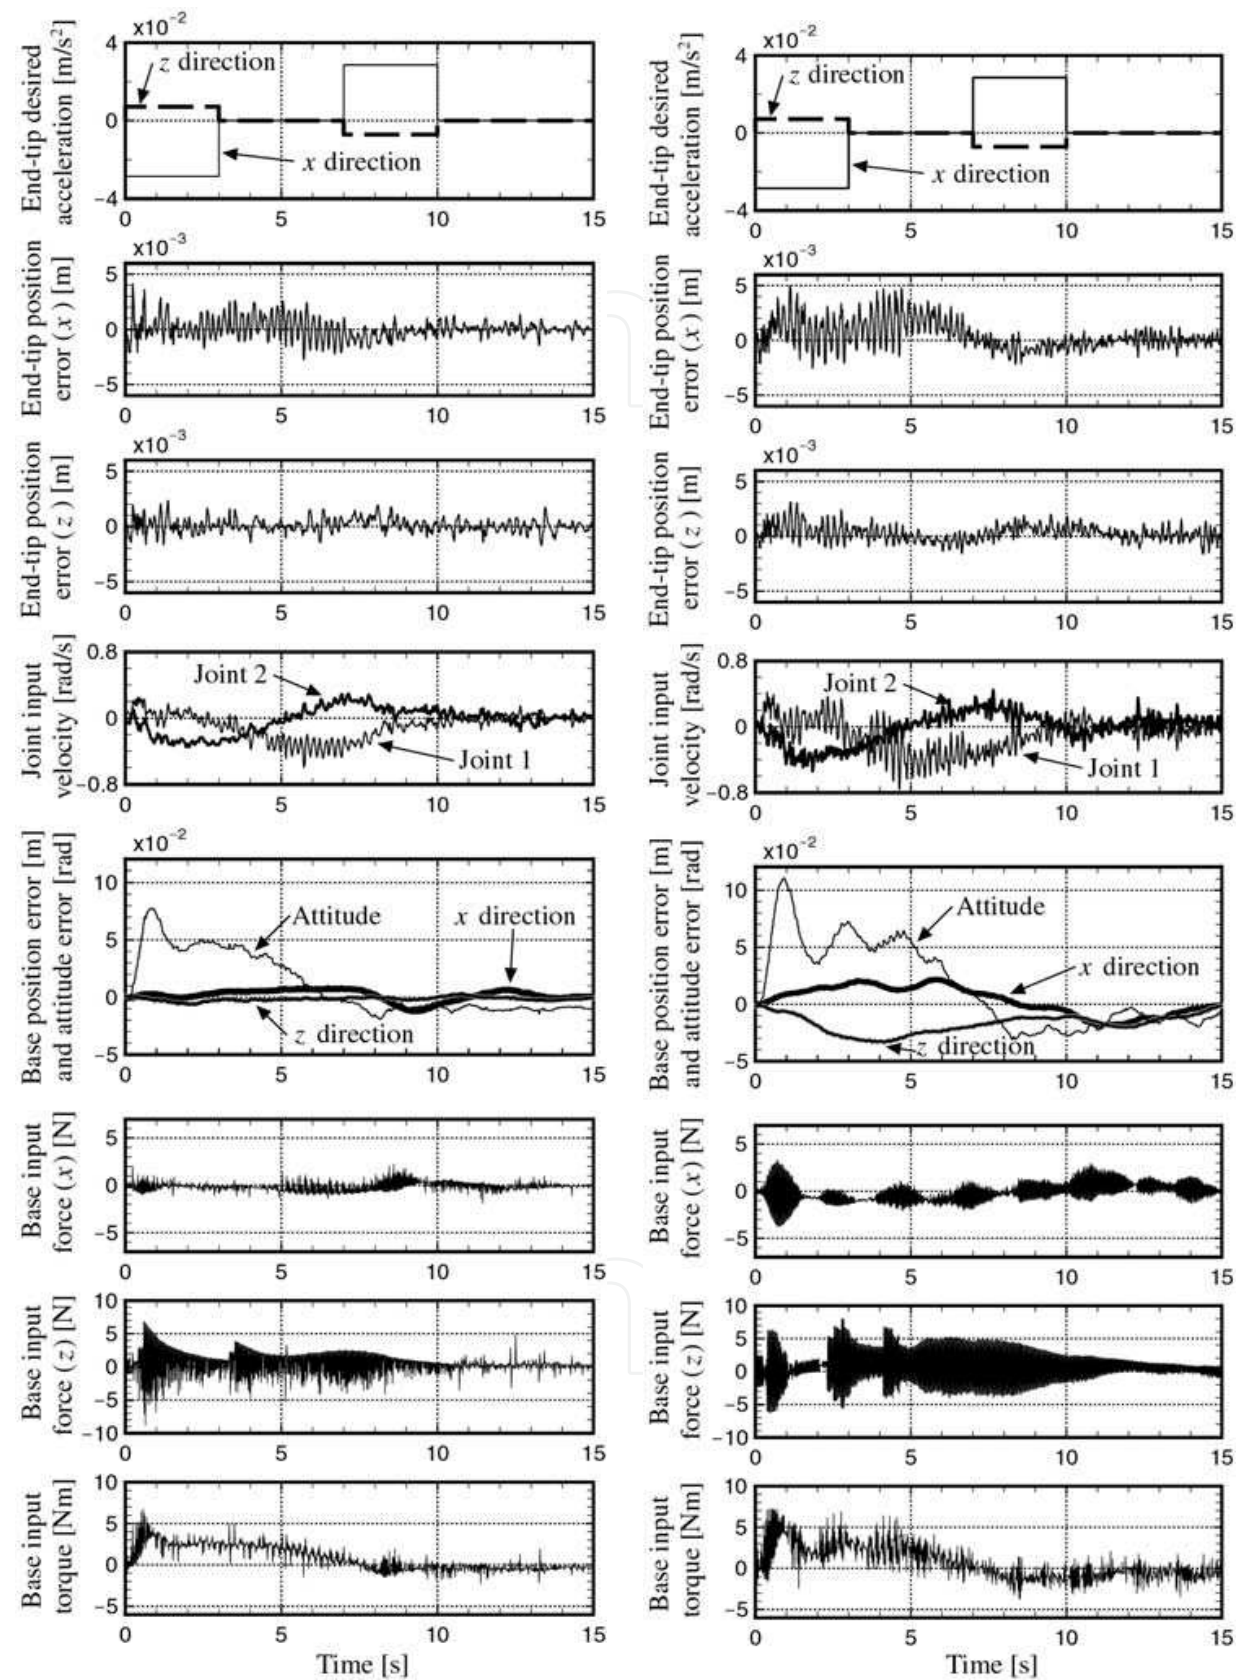 x10⁻²
End-tip desired
acceleration [m/s²]
4
0
−4
z direction
x direction
0 5 10 15
x10⁻³
End-tip position
error (x) [m]
5
0
−5
0 5 10 15
x10⁻³
End-tip position
error (z) [m]
5
0
−5
0 5 10 15
Joint input
velocity [rad/s]
0.8
0
−0.8
Joint 2
Joint 1
0 5 10 15
x10⁻²
Base position error [m]
and attitude error [rad]
10
5
0
−5
Attitude
x direction
z direction
0 5 10 15
Base input
force (x) [N]
5
0
−5
0 5 10 15
Base input
force (z) [N]
10
5
0
−5
−10
0 5 10 15
Base input
torque [Nm]
10
5
0
−5
0 5 10 15
Time [s]
x10⁻²
End-tip desired
acceleration [m/s²]
4
0
−4
z direction
x direction
0 5 10 15
x10⁻³
End-tip position
error (x) [m]
5
0
−5
0 5 10 15
x10⁻³
End-tip position
error (z) [m]
5
0
−5
0 5 10 15
Joint input
velocity [rad/s]
0.8
0
−0.8
Joint 2
Joint 1
0 5 10 15
x10⁻²
Base position error [m]
and attitude error [rad]
10
5
0
−5
Attitude
x direction
z direction
0 5 10 15
Base input
force (x) [N]
5
0
−5
0 5 10 15
Base input
force (z) [N]
10
5
0
−5
−10
0 5 10 15
Base input
torque [Nm]
10
5
0
−5
0 5 10 15
Time [s]